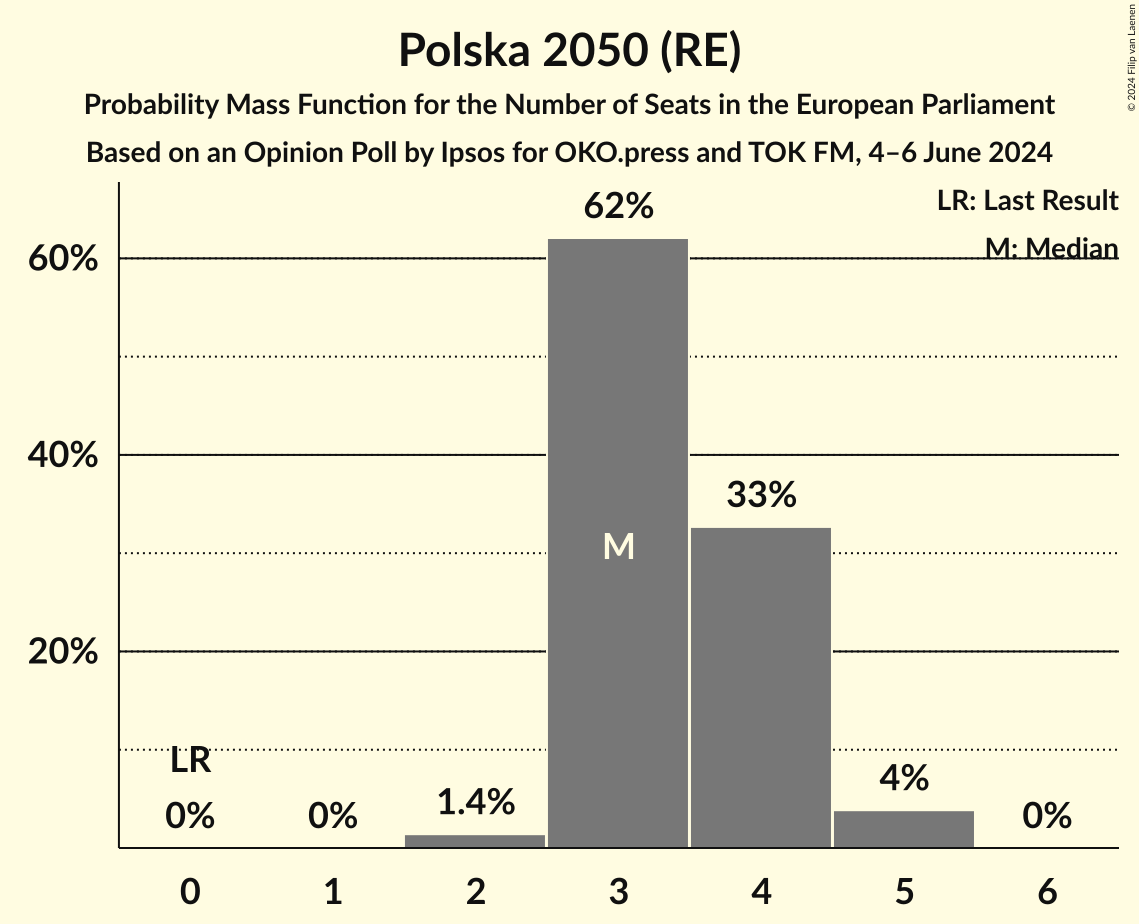 Polska 2050 (RE)
Probability Mass Function for the Number of Seats in the European Parliament
Based on an Opinion Poll by Ipsos for OKO.press and TOK FM, 4–6 June 2024
© 2024 Filip van Laenen
LR: Last Result
M: Median
62%
60%
40%
33%
M
20%
LR
0%
0%
1.4%
4%
0%
0 1 2 3 4 5 6